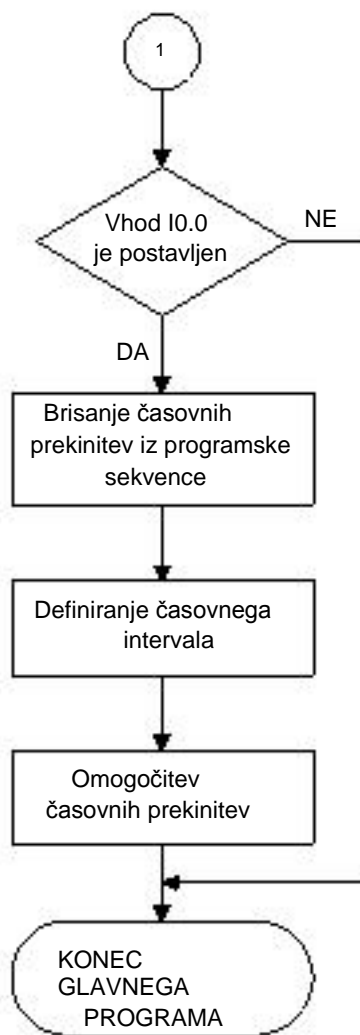 1
Vhod I0.0
je postavljen
NE
DA
Brisanje časovnih
prekinitev iz programske
sekvence
Definiranje časovnega
intervala
Omogočitev
časovnih prekinitev
KONEC
GLAVNEGA
PROGRAMA